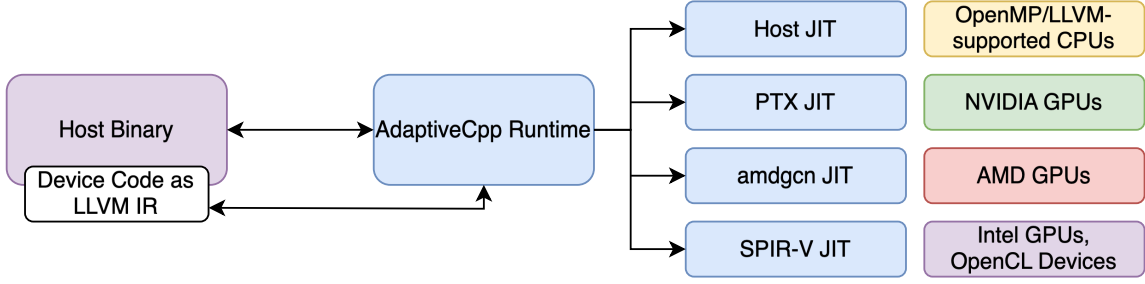 Host Binary
Device Code as
LLVM IR
AdaptiveCpp Runtime
Host JIT
OpenMP/LLVM-
supported CPUs
PTX JIT
NVIDIA GPUs
amdgcn JIT
AMD GPUs
SPIR-V JIT
Intel GPUs,
OpenCL Devices